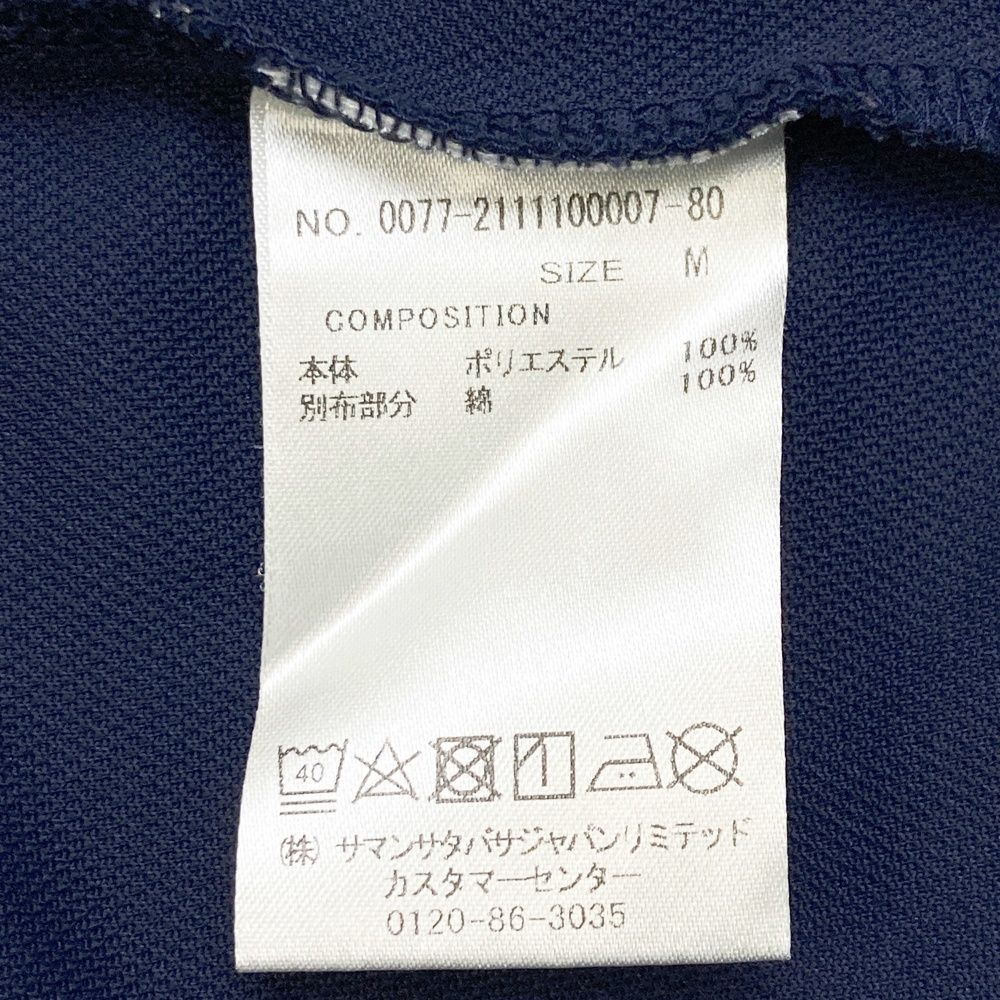 NO. 0077-2111100007-80
SIZE M
COMPOSITION
本体 ポリエステル 100%
別布部分 綿 100%
40
㈱ サマンサタバサジャパンリミテッド
カスタマーセンター
0120-86-3035